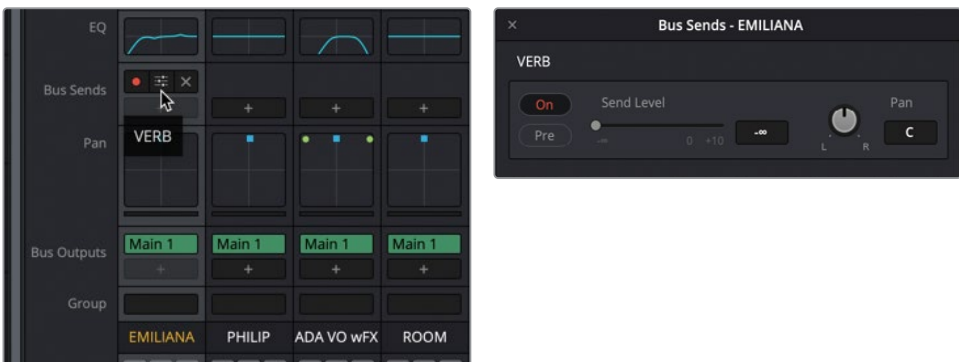 EQ
Bus Sends
+ + + +
VERB
Pan
Bus Outputs
Main 1 Main 1 Main 1 Main 1
+ + + +
Group
EMILIANA PHILIP ADA VO wFX ROOM
× Bus Sends - EMILIANA
VERB
On Send Level Pan
Pre -∞ 0 +10 -∞ L R C